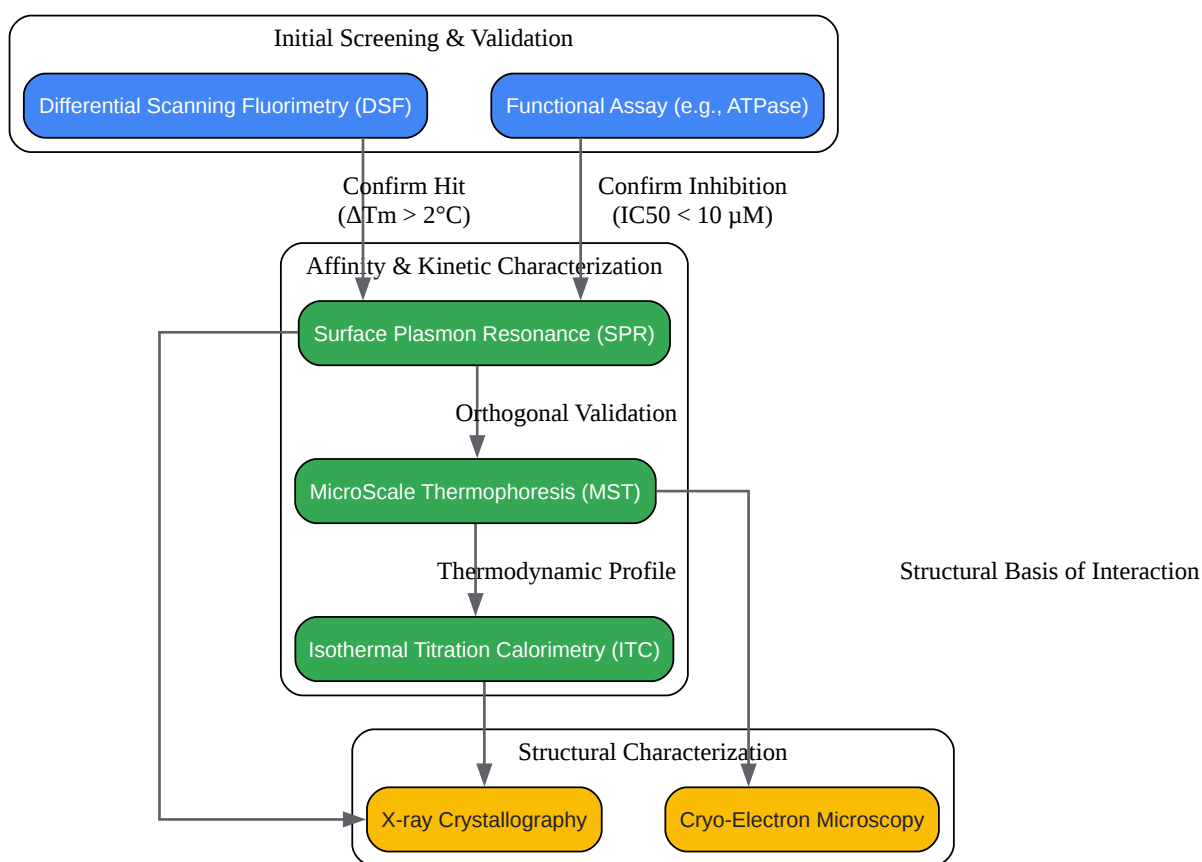 Initial Screening & Validation
Differential Scanning Fluorimetry (DSF)
Functional Assay (e.g., ATPase)
Confirm Hit
(ΔTm > 2°C)
Confirm Inhibition
(IC50 < 10 µM)
Affinity & Kinetic Characterization
Surface Plasmon Resonance (SPR)
Orthogonal Validation
MicroScale Thermophoresis (MST)
Thermodynamic Profile
Structural Basis of Interaction
Isothermal Titration Calorimetry (ITC)
Structural Characterization
X-ray Crystallography
Cryo-Electron Microscopy